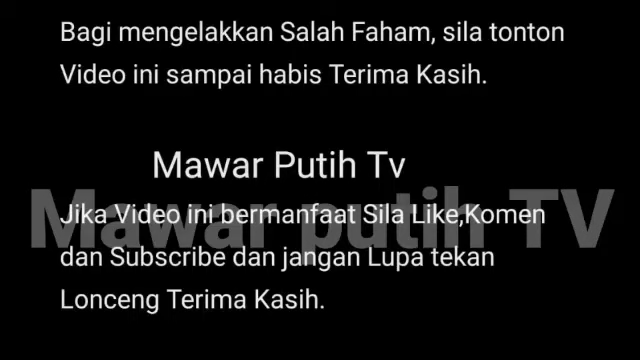 Bagi mengelakkan Salah Faham, sila tonton
Video ini sampai habis Terima Kasih.
Mawar Putih Tv
Mawar putih TV
Jika Video ini bermanfaat Sila Like,Komen
dan Subscribe dan jangan Lupa tekan
Lonceng Terima Kasih.